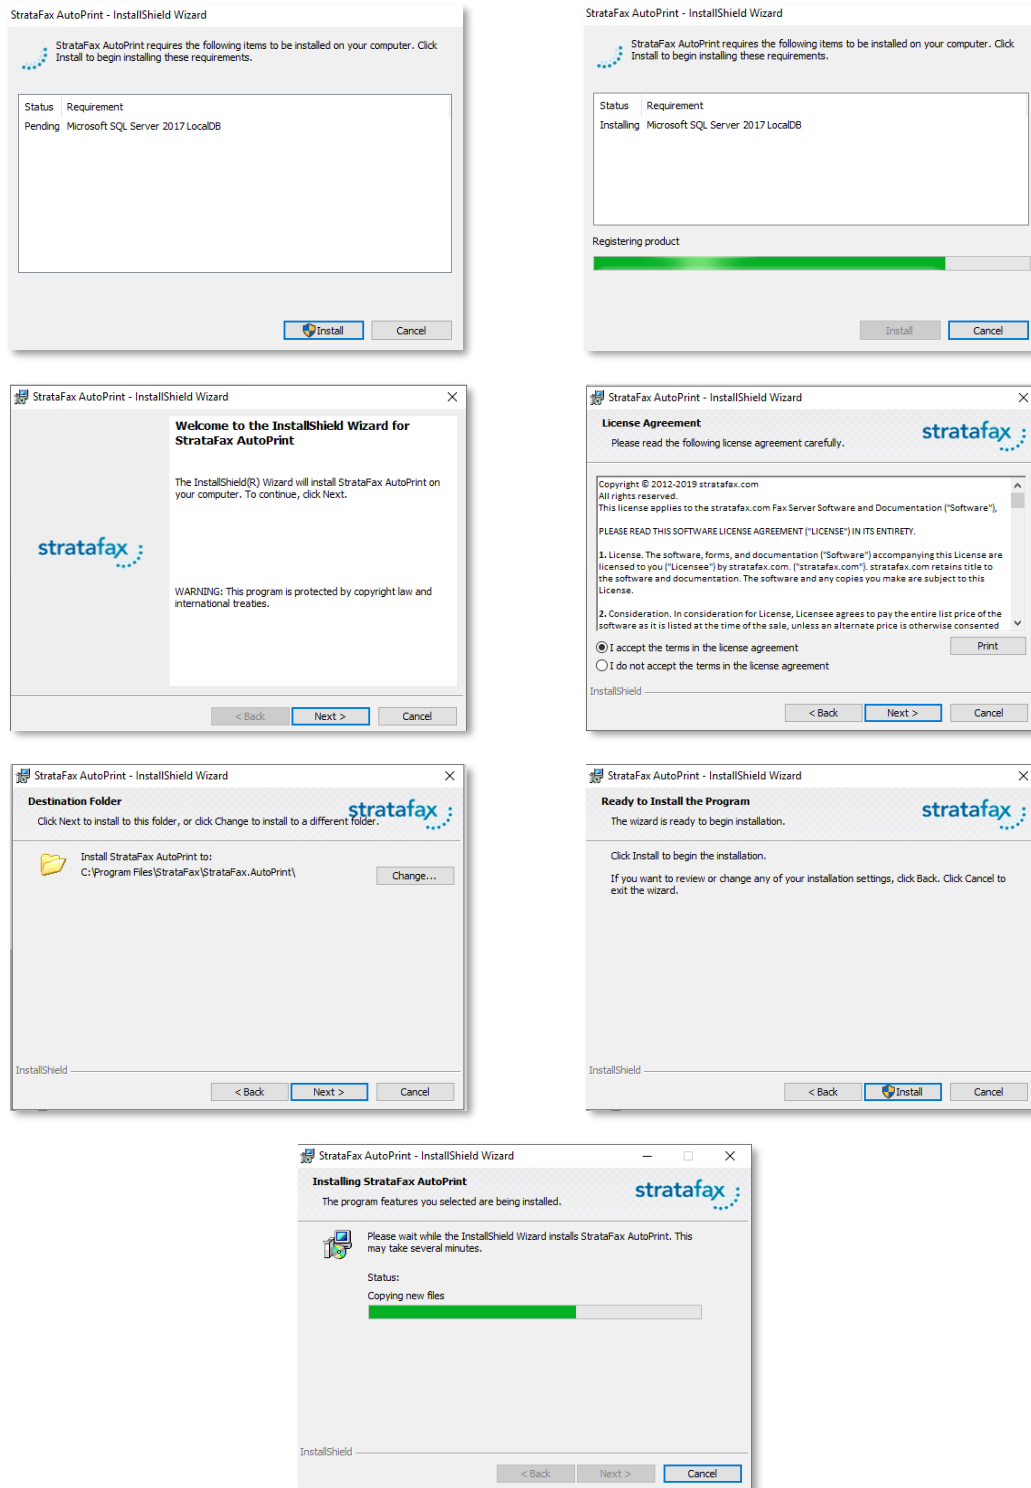 StrataFax AutoPrint - InstallShield Wizard
StrataFax AutoPrint requires the following items to be installed on your computer. Click
Install to begin installing these requirements.
Status Requirement
Pending Microsoft SQL Server 2017 LocalDB
Install Cancel
StrataFax AutoPrint - InstallShield Wizard
StrataFax AutoPrint requires the following items to be installed on your computer. Click
Install to begin installing these requirements.
Status Requirement
Installing Microsoft SQL Server 2017 LocalDB
Registering product
Install Cancel
StrataFax AutoPrint - InstallShield Wizard
Welcome to the InstallShield Wizard for
StrataFax AutoPrint
The InstallShield(R) Wizard will install StrataFax AutoPrint on
your computer. To continue, click Next.
stratafax
WARNING: This program is protected by copyright law and
international treaties.
< Back Next > Cancel
StrataFax AutoPrint - InstallShield Wizard
License Agreement
Please read the following license agreement carefully.
stratafax
Copyright © 2012-2019 stratafax.com
All rights reserved.
This license applies to the stratafax.com Fax Server Software and Documentation ("Software"),
PLEASE READ THIS SOFTWARE LICENSE AGREEMENT ("LICENSE") IN ITS ENTIRETY.
1. License. The software, forms, and documentation ("Software") accompanying this License are
licensed to you ("Licensee") by stratafax.com. ("stratafax.com"). stratafax.com retains title to
the software and documentation. The software and any copies you make are subject to this
License.
2. Consideration. In consideration for License, Licensee agrees to pay the entire list price of the
software as it is listed at the time of the sale, unless an alternate price is otherwise consented
I accept the terms in the license agreement
Print
I do not accept the terms in the license agreement
InstallShield
< Back Next > Cancel
StrataFax AutoPrint - InstallShield Wizard
Destination Folder
Click Next to install to this folder, or click Change to install to a different folder.
stratafax
Install StrataFax AutoPrint to:
C:\Program Files\StrataFax\StrataFax.AutoPrint\
Change...
InstallShield
< Back Next > Cancel
StrataFax AutoPrint - InstallShield Wizard
Ready to Install the Program
The wizard is ready to begin installation.
stratafax
Click Install to begin the installation.
If you want to review or change any of your installation settings, click Back. Click Cancel to
exit the wizard.
InstallShield
< Back Install Cancel
StrataFax AutoPrint - InstallShield Wizard
Installing StrataFax AutoPrint
The program features you selected are being installed.
stratafax
Please wait while the InstallShield Wizard installs StrataFax AutoPrint. This
may take several minutes.
Status:
Copying new files
InstallShield
< Back Next > Cancel